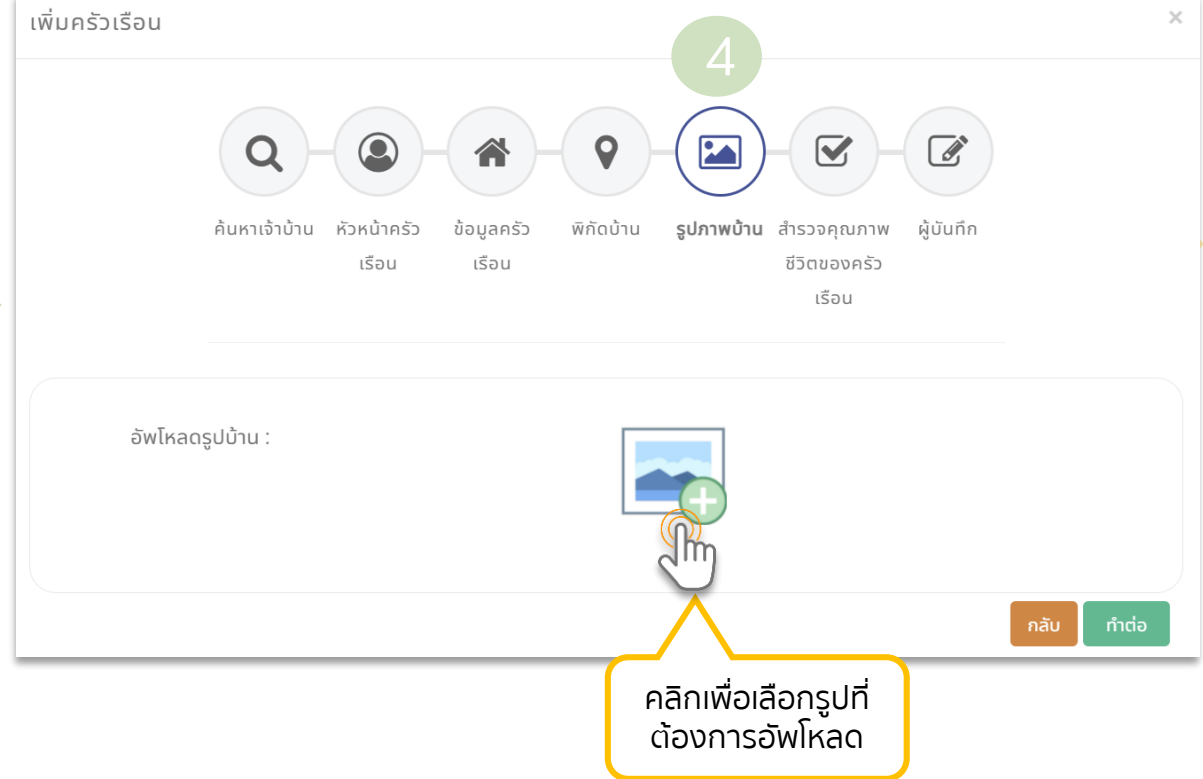 เพิ่มครัวเรือน
×
4
ค้นหาเจ้าบ้าน หัวหน้าครัว ข้อมูลครัว พิกัดบ้าน รูปภาพบ้าน สำรวจคุณภาพ ผู้บันทึก
เรือน เรือน ชีวิตของครัว
เรือน
อัพโหลดรูปบ้าน :
กลับ ทำต่อ
คลิกเพื่อเลือกรูปที่
ต้องการอัพโหลด